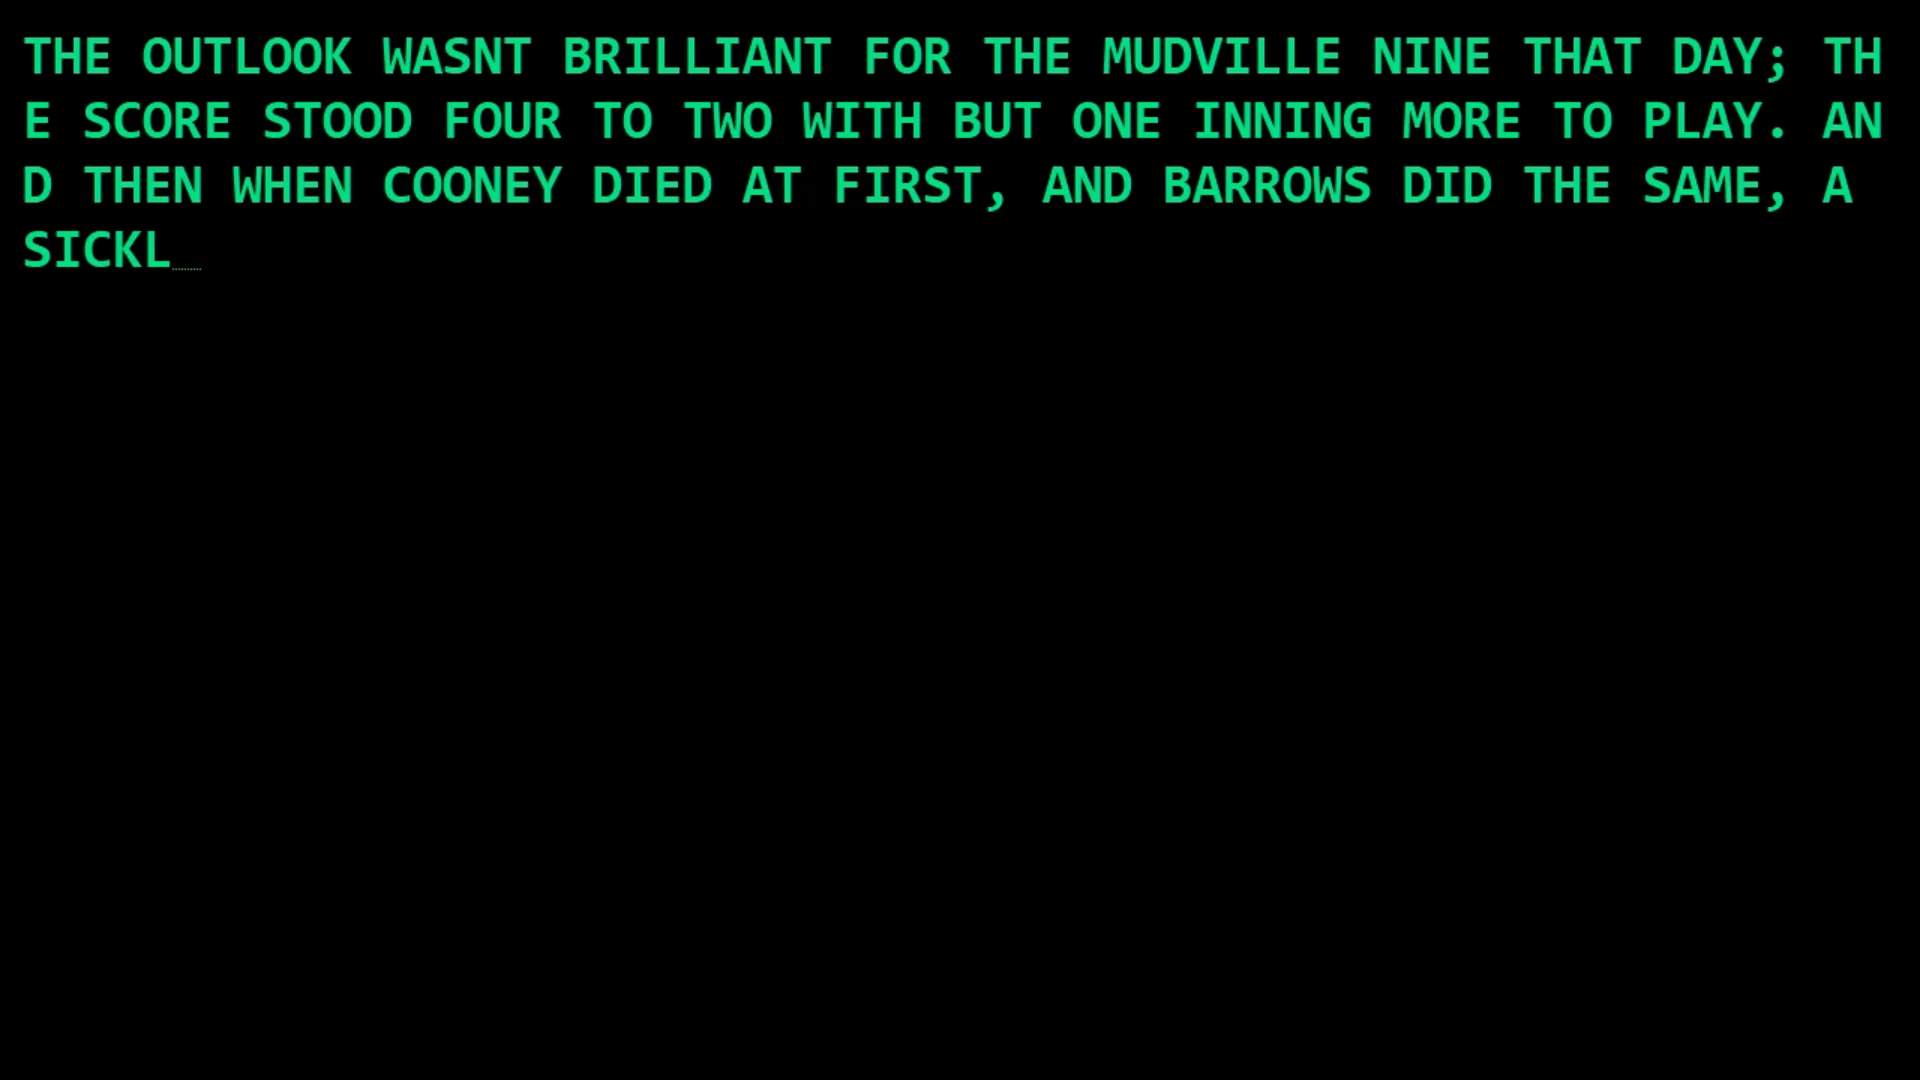 THE OUTLOOK WASNT BRILLIANT FOR THE MUDVILLE NINE THAT DAY; TH
E SCORE STOOD FOUR TO TWO WITH BUT ONE INNING MORE TO PLAY. AN
D THEN WHEN COONEY DIED AT FIRST, AND BARROWS DID THE SAME, A
SICKL_